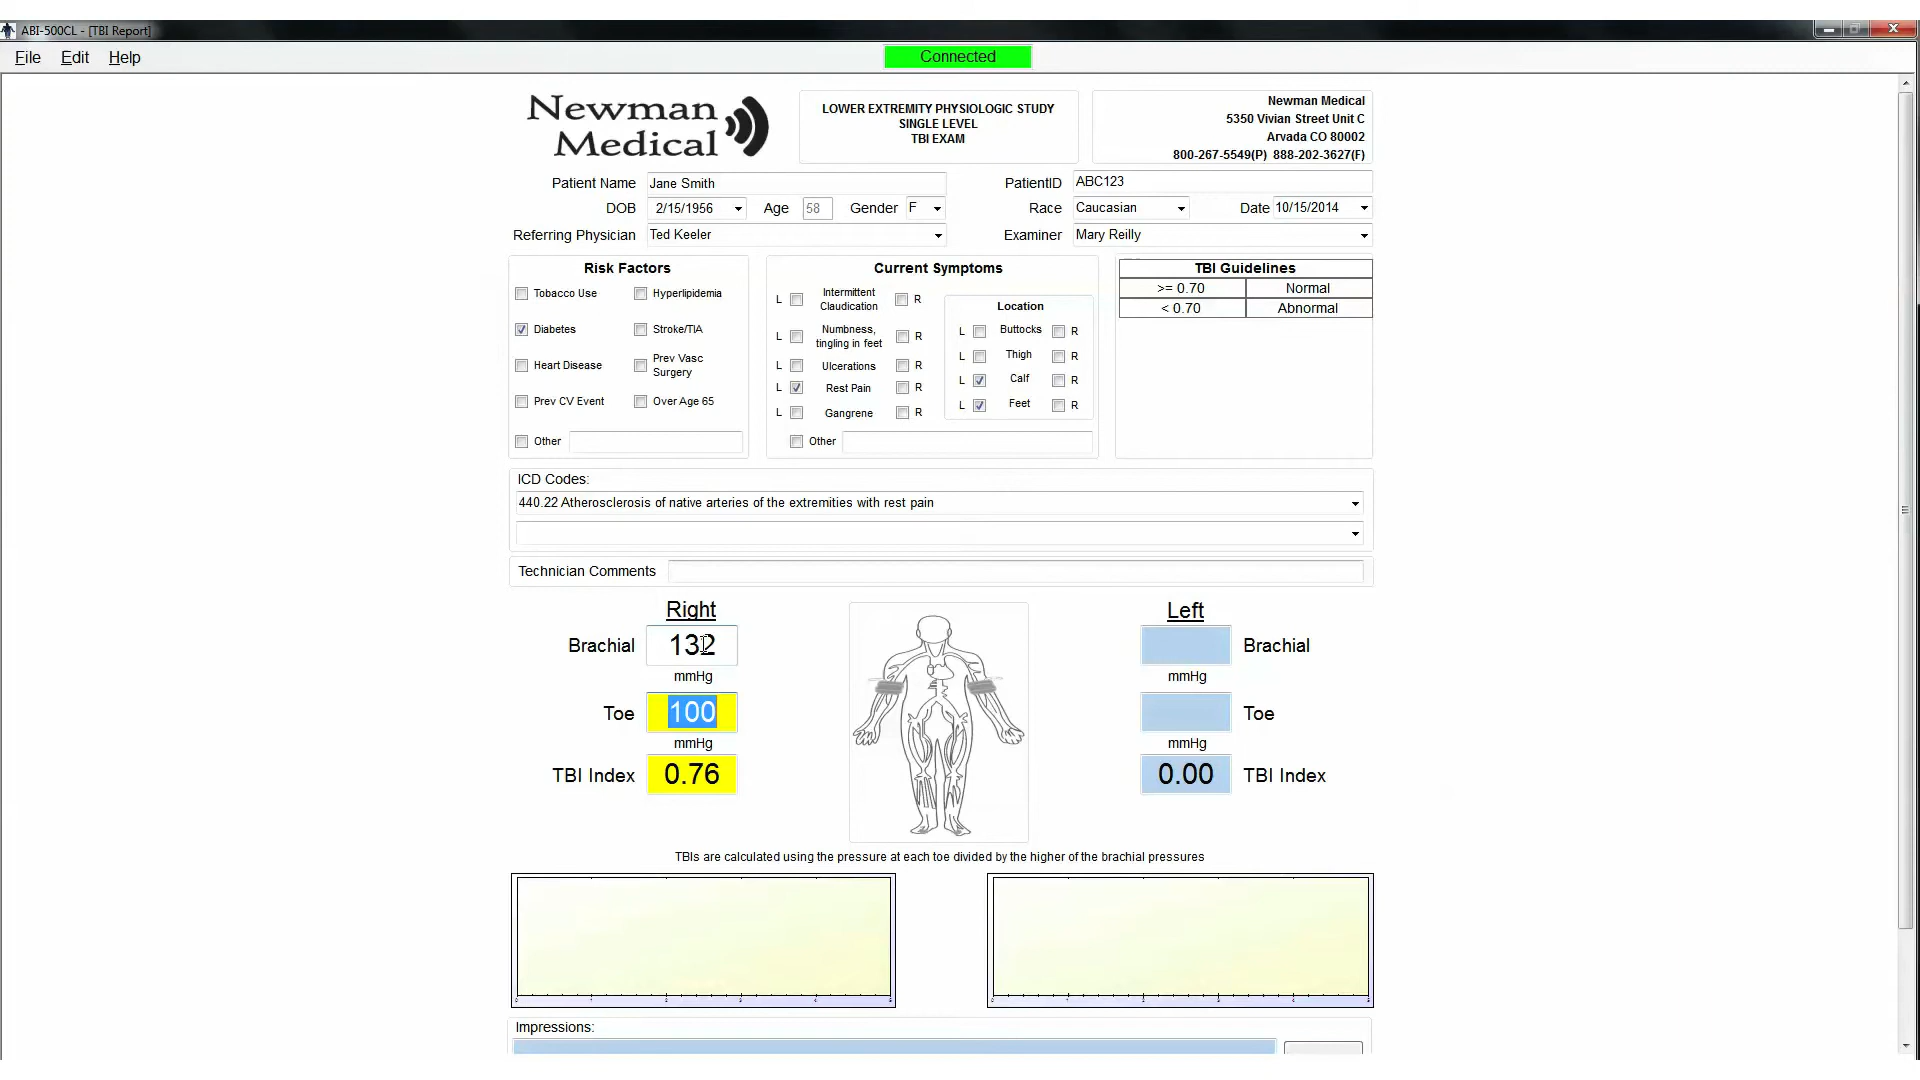 ABI-500CL - [TBI Report]
File Edit Help
Connected
Newman Medical
LOWER EXTREMITY PHYSIOLOGIC STUDY
SINGLE LEVEL
TBI EXAM
Newman Medical
5350 Vivian Street Unit C
Arvada CO 80002
800-267-5549(P) 888-202-3627(F)
Patient Name Jane Smith
PatientID ABC123
DOB 2/15/1956 Age 58 Gender F
Race Caucasian Date 10/15/2014
Referring Physician Ted Keeler
Examiner Mary Reilly
Risk Factors
Tobacco Use Hyperlipidemia
Diabetes Stroke/TIA
Heart Disease Prev Vasc Surgery
Prev CV Event Over Age 65
Other
Current Symptoms
L Intermittent Claudication R
L Numbness, tingling in feet R
L Ulcerations R
L Rest Pain R
L Gangrene R
Other
Location
L Buttocks R
L Thigh R
L Calf R
L Feet R
TBI Guidelines
>= 0.70 Normal
< 0.70 Abnormal
ICD Codes:
440.22 Atherosclerosis of native arteries of the extremities with rest pain
Technician Comments
Right Left
Brachial 132 Brachial
mmHg mmHg
Toe 100 Toe
mmHg mmHg
TBI Index 0.76 0.00 TBI Index
TBIs are calculated using the pressure at each toe divided by the higher of the brachial pressures
Impressions: